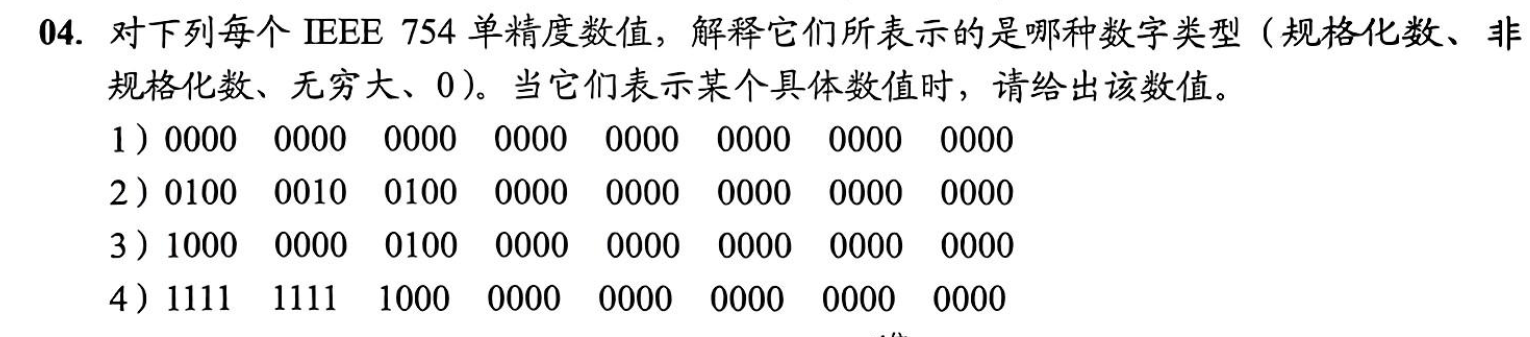 04. 对下列每个 IEEE 754 单精度数值，解释它们所表示的是哪种数字类型（规格化数、非
规格化数、无穷大、0）。当它们表示某个具体数值时，请给出该数值。
1）0000 0000 0000 0000 0000 0000 0000 0000
2）0100 0010 0100 0000 0000 0000 0000 0000
3）1000 0000 0100 0000 0000 0000 0000 0000
4）1111 1111 1000 0000 0000 0000 0000 0000